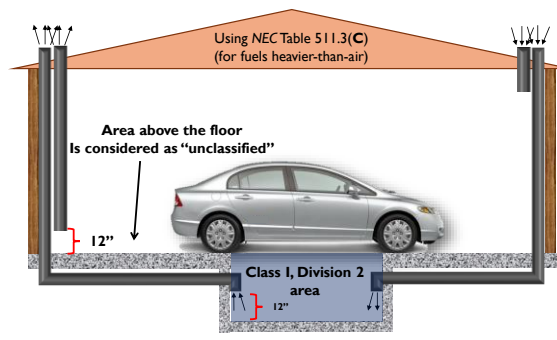 Using NEC Table 511.3(C)
(for fuels heavier-than-air)
Area above the floor
Is considered as “unclassified”
12”
Class I, Division 2
area
12”